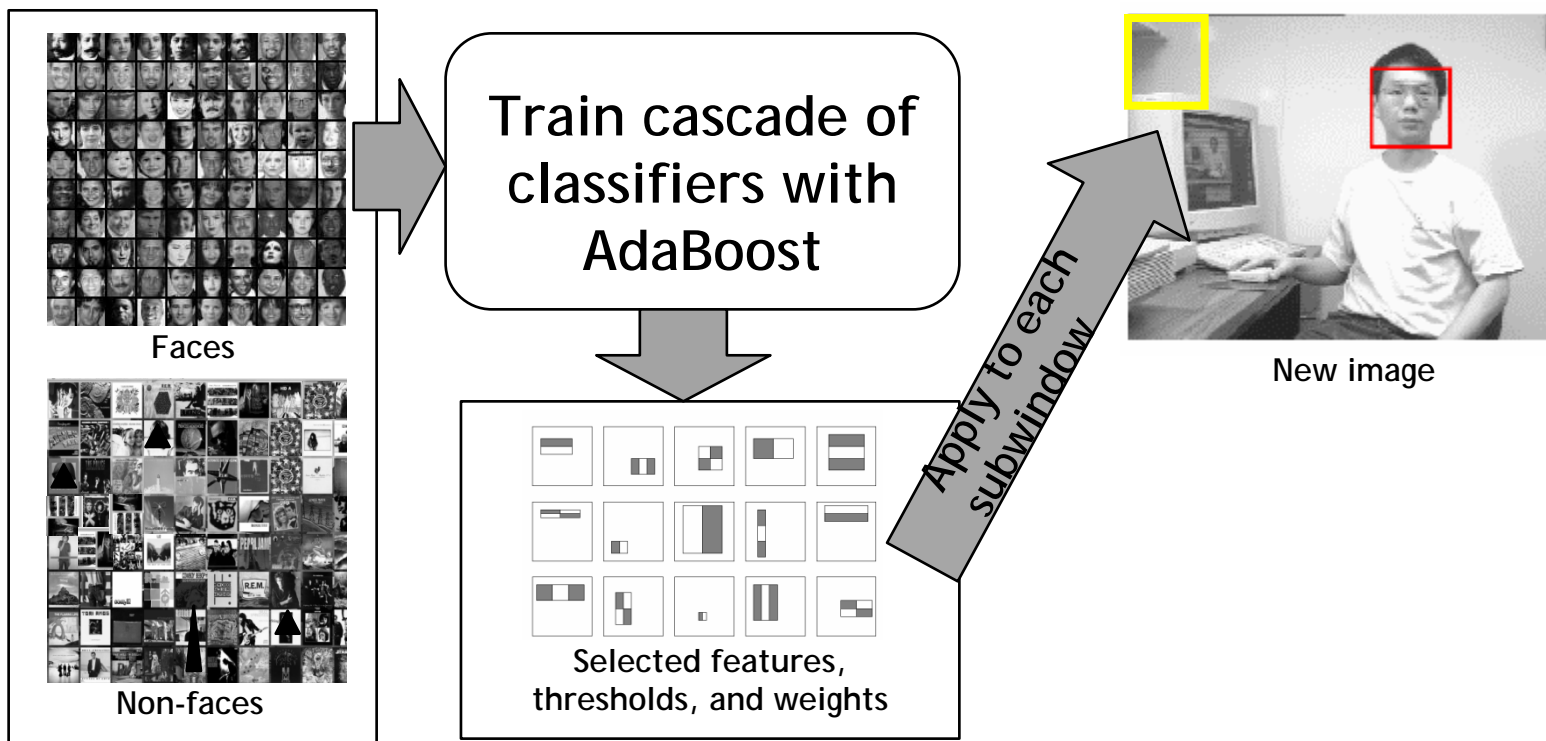 Faces
Non-faces
Train cascade of
classifiers with
AdaBoost
Selected features,
thresholds, and weights
Apply to each
subwindow
New image
R.E.M.